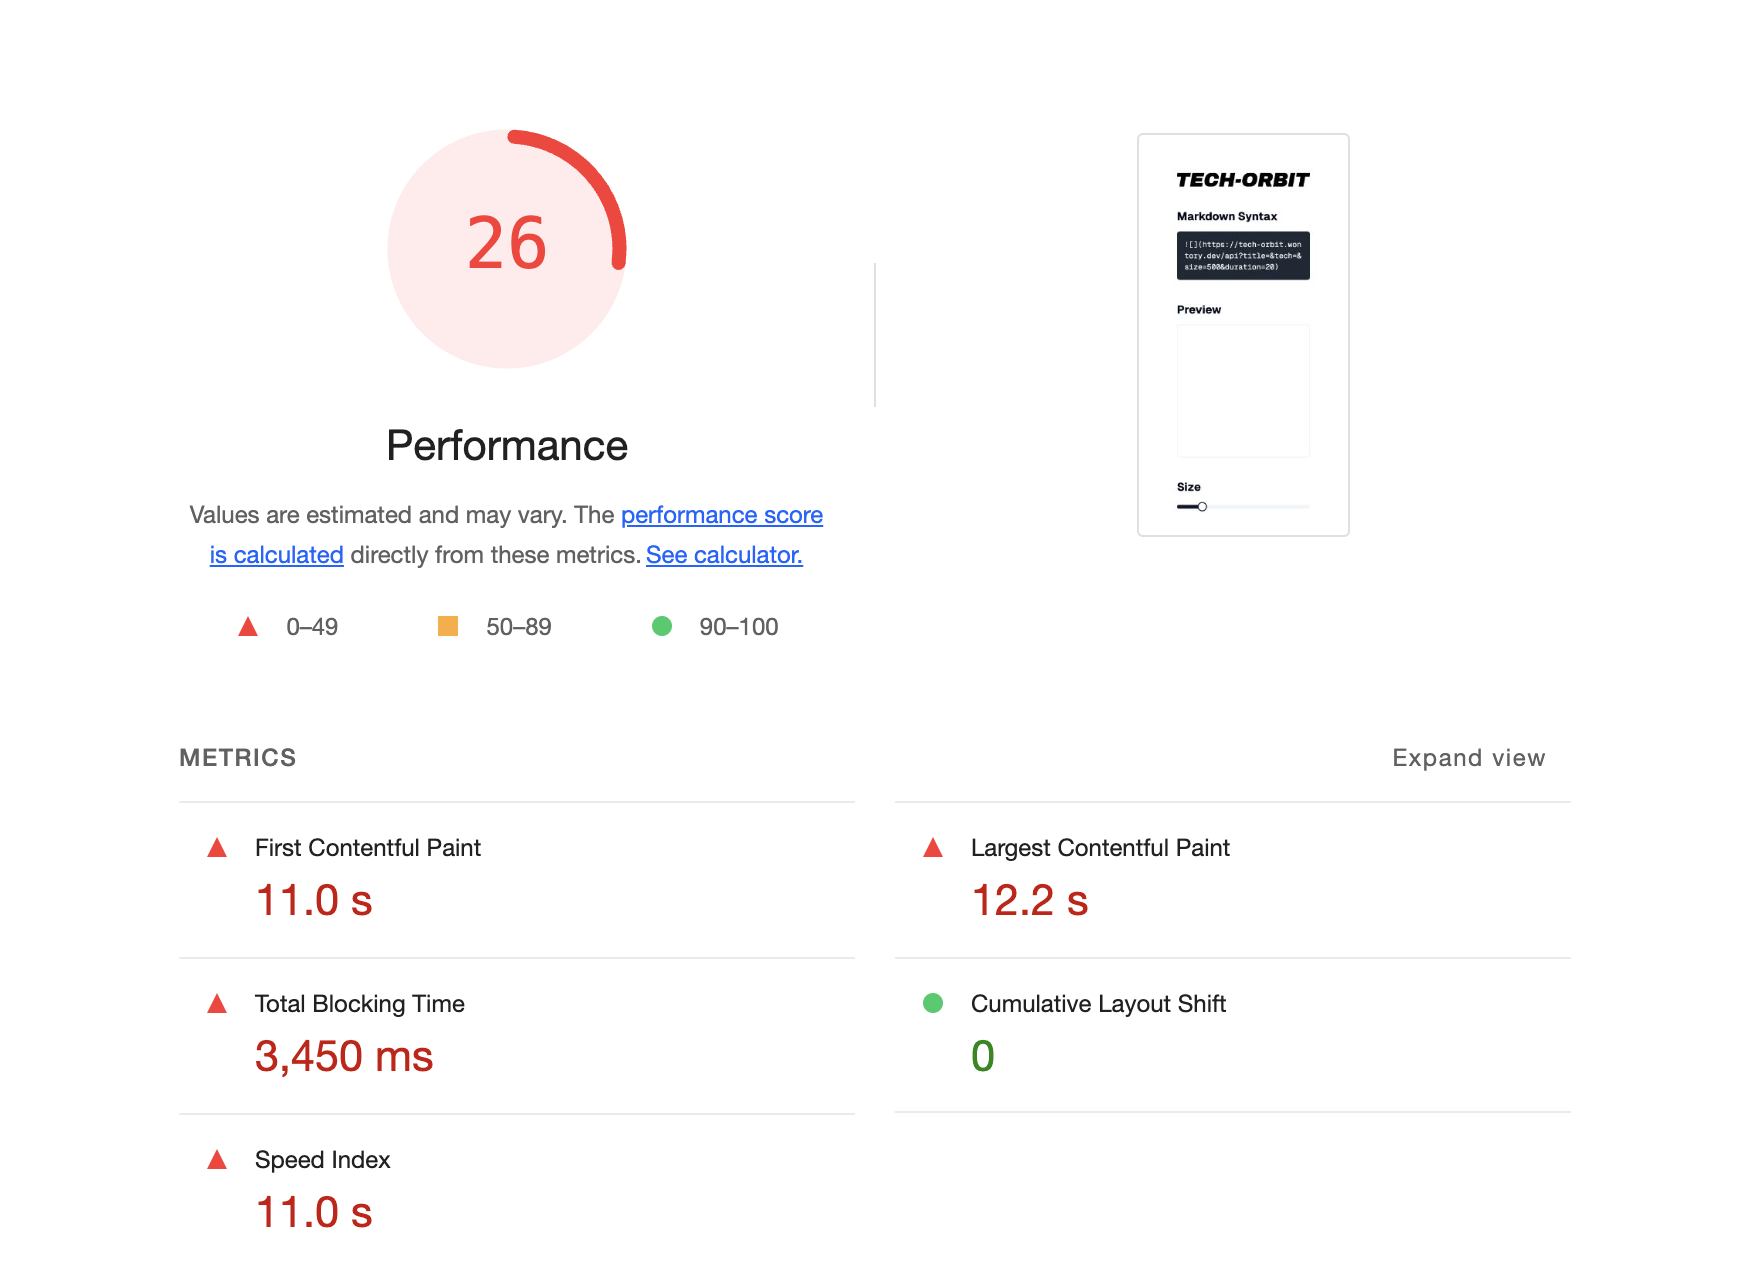 26
Performance
Values are estimated and may vary. The performance score
is calculated directly from these metrics. See calculator.
0–49
50–89
90–100
TECH-ORBIT
Markdown Syntax
![](https://tech-orbit.won
tory.dev/api?title=&tech=&
size=500&duration=20)
Preview
Size
METRICS
Expand view
First Contentful Paint
11.0 s
Largest Contentful Paint
12.2 s
Total Blocking Time
3,450 ms
Cumulative Layout Shift
0
Speed Index
11.0 s